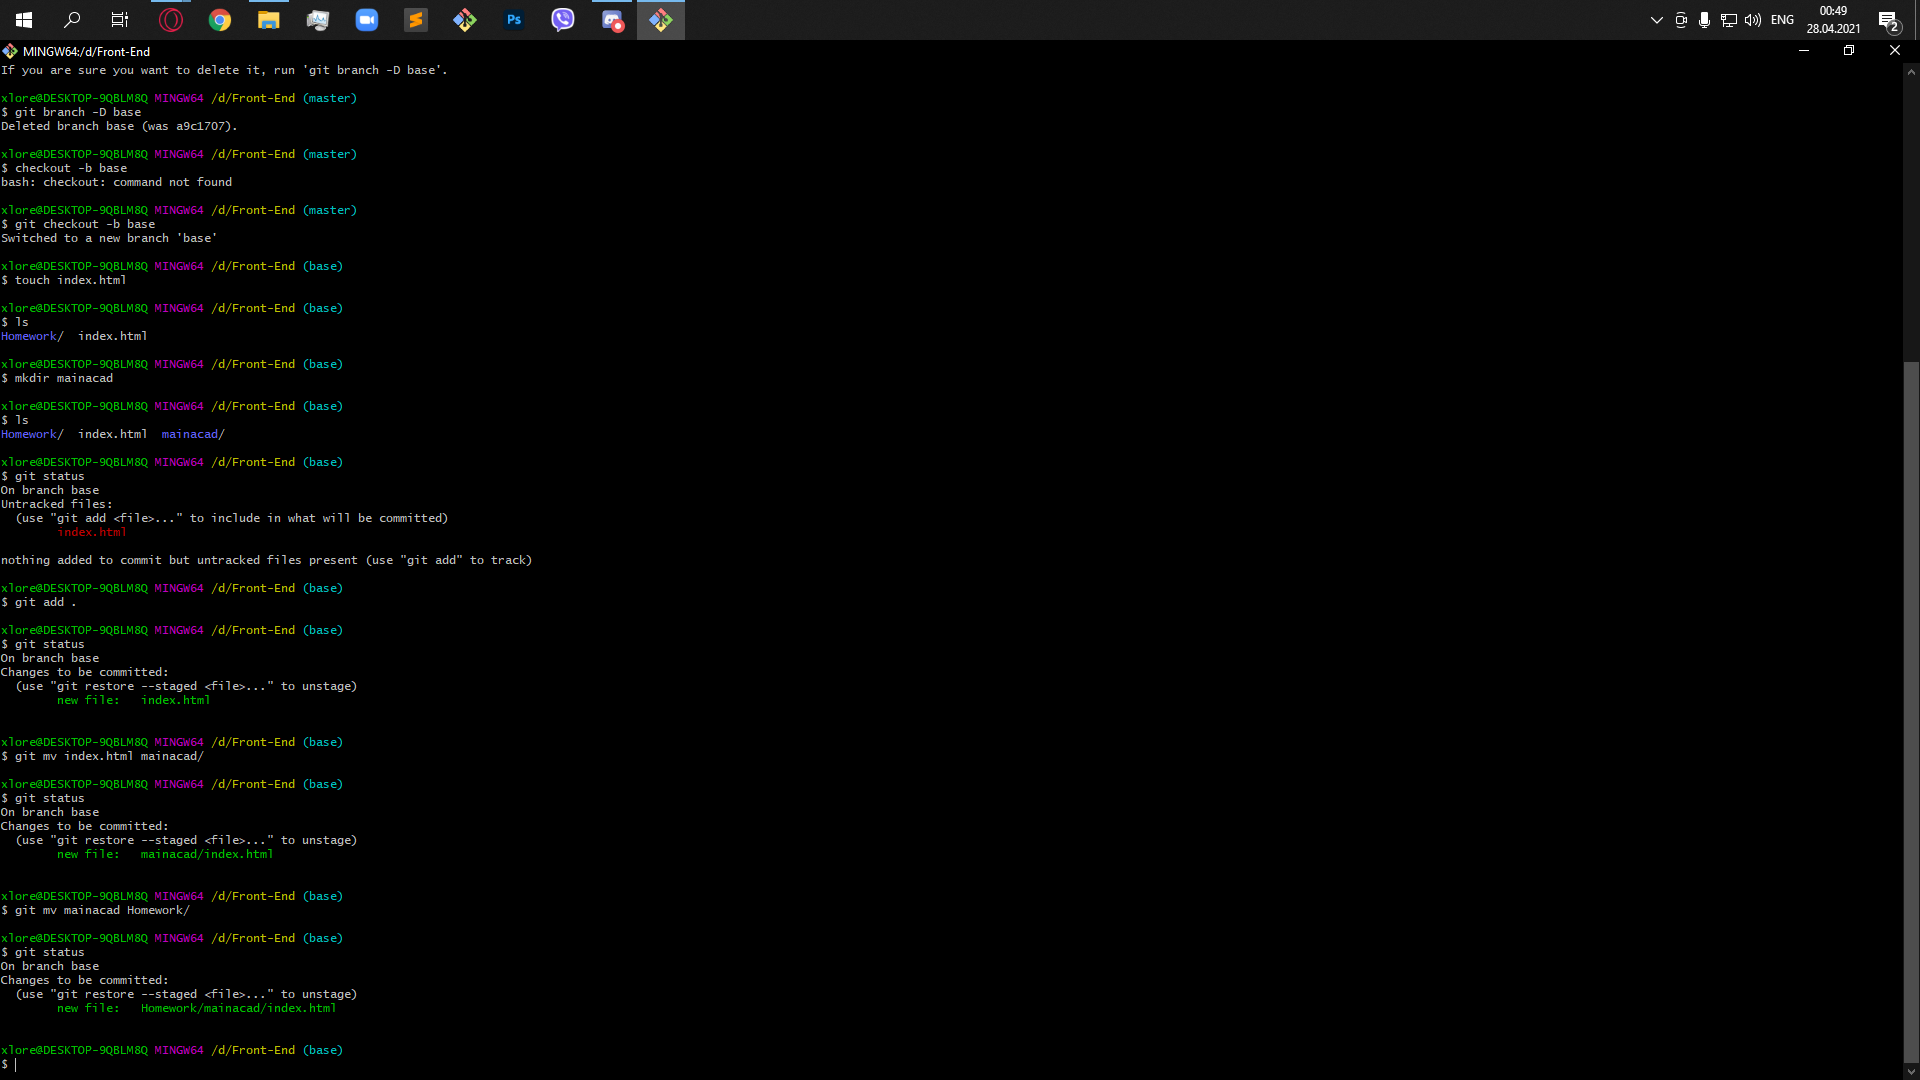 Ps
ENG
00:49
28.04.2021
2
MINGW64:/d/Front-End
If you are sure you want to delete it, run 'git branch -D base'.
xlore@DESKTOP-9QBLM8Q MINGW64 /d/Front-End (master)
$ git branch -D base
Deleted branch base (was a9c1707).
xlore@DESKTOP-9QBLM8Q MINGW64 /d/Front-End (master)
$ checkout -b base
bash: checkout: command not found
xlore@DESKTOP-9QBLM8Q MINGW64 /d/Front-End (master)
$ git checkout -b base
Switched to a new branch 'base'
xlore@DESKTOP-9QBLM8Q MINGW64 /d/Front-End (base)
$ touch index.html
xlore@DESKTOP-9QBLM8Q MINGW64 /d/Front-End (base)
$ ls
Homework/  index.html
xlore@DESKTOP-9QBLM8Q MINGW64 /d/Front-End (base)
$ mkdir mainacad
xlore@DESKTOP-9QBLM8Q MINGW64 /d/Front-End (base)
$ ls
Homework/  index.html  mainacad/
xlore@DESKTOP-9QBLM8Q MINGW64 /d/Front-End (base)
$ git status
On branch base
Untracked files:
  (use "git add <file>..." to include in what will be committed)
        index.html
nothing added to commit but untracked files present (use "git add" to track)
xlore@DESKTOP-9QBLM8Q MINGW64 /d/Front-End (base)
$ git add .
xlore@DESKTOP-9QBLM8Q MINGW64 /d/Front-End (base)
$ git status
On branch base
Changes to be committed:
  (use "git restore --staged <file>..." to unstage)
        new file:   index.html
xlore@DESKTOP-9QBLM8Q MINGW64 /d/Front-End (base)
$ git mv index.html mainacad/
xlore@DESKTOP-9QBLM8Q MINGW64 /d/Front-End (base)
$ git status
On branch base
Changes to be committed:
  (use "git restore --staged <file>..." to unstage)
        new file:   mainacad/index.html
xlore@DESKTOP-9QBLM8Q MINGW64 /d/Front-End (base)
$ git mv mainacad Homework/
xlore@DESKTOP-9QBLM8Q MINGW64 /d/Front-End (base)
$ git status
On branch base
Changes to be committed:
  (use "git restore --staged <file>..." to unstage)
        new file:   Homework/mainacad/index.html
xlore@DESKTOP-9QBLM8Q MINGW64 /d/Front-End (base)
$